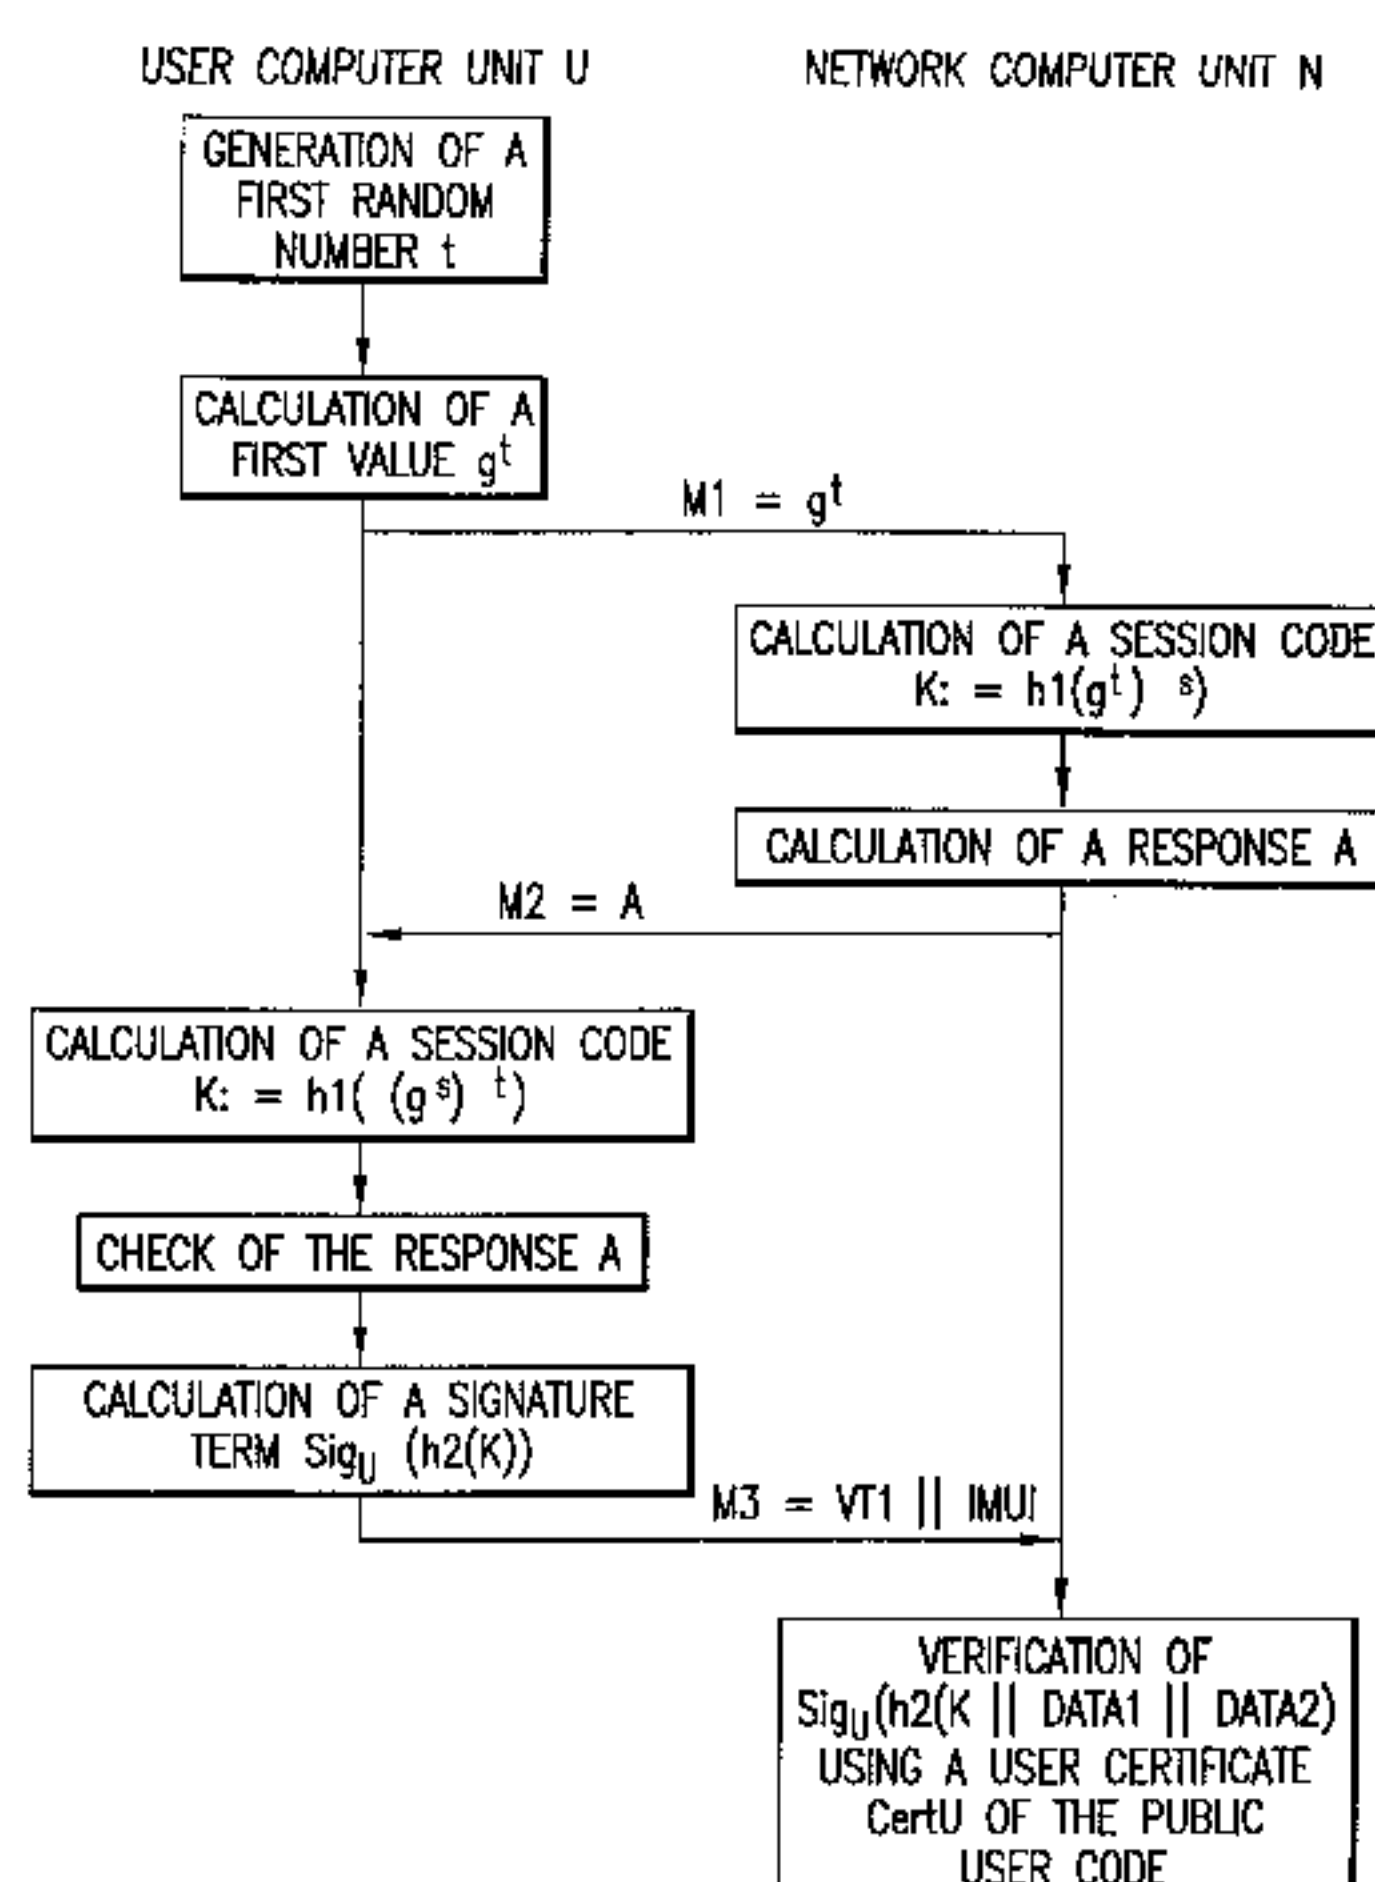 USER COMPUTER UNIT U
NETWORK COMPUTER UNIT N
GENERATION OF A
FIRST RANDOM
NUMBER t
CALCULATION OF A
FIRST VALUE g^t
M1 = g^t
CALCULATION OF A SESSION CODE
K: = h1(g^t) ^s)
CALCULATION OF A RESPONSE A
M2 = A
CALCULATION OF A SESSION CODE
K: = h1( (g^s) ^t)
CHECK OF THE RESPONSE A
CALCULATION OF A SIGNATURE
TERM Sig_U (h2(K))
M3 = VT1 || IMUI
VERIFICATION OF
Sig_U(h2(K || DATA1 || DATA2)
USING A USER CERTIFICATE
CertU OF THE PUBLIC
USER CODE